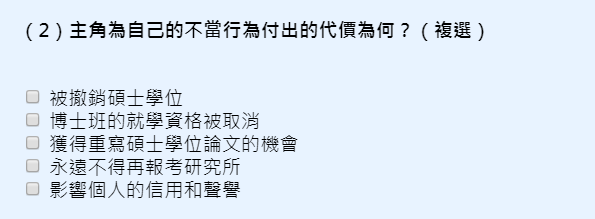 （2）主角為自己的不當行為付出的代價為何？（複選）
被撤銷碩士學位
博士班的就學資格被取消
獲得重寫碩士學位論文的機會
永遠不得再報考研究所
影響個人的信用和聲譽